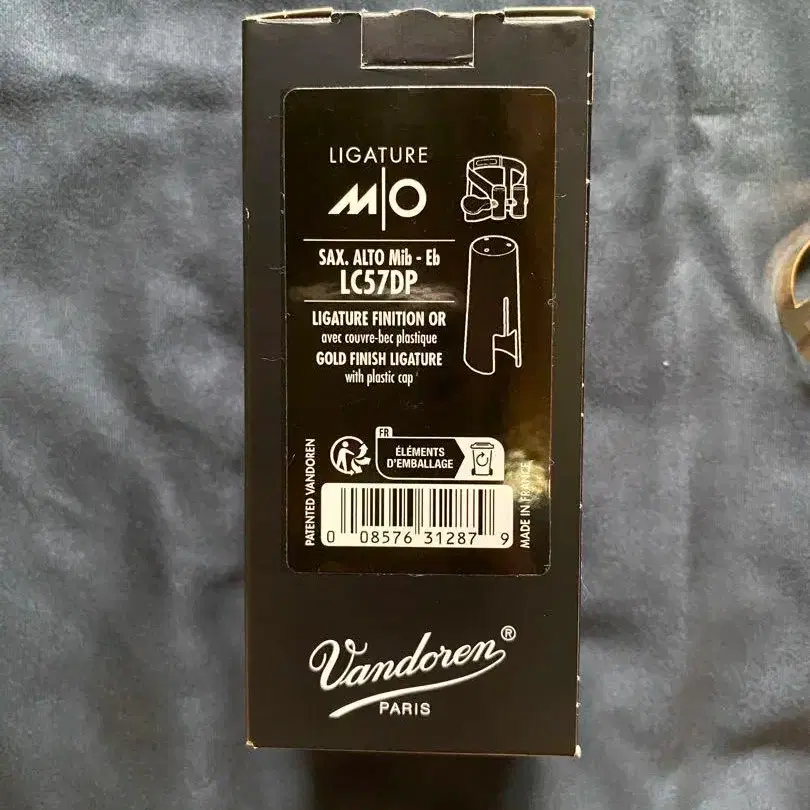 LIGATURE
M|O
SAX. ALTO Mib - Eb
LC57DP
LIGATURE FINITION OR
avec couvre-bec plastique
GOLD FINISH LIGATURE
with plastic cap
FR
ÉLÉMENTS
D'EMBALLAGE
PATENTED VANDOREN
0 08576 31287 9
MADE IN FRANCE
Vandoren®
PARIS